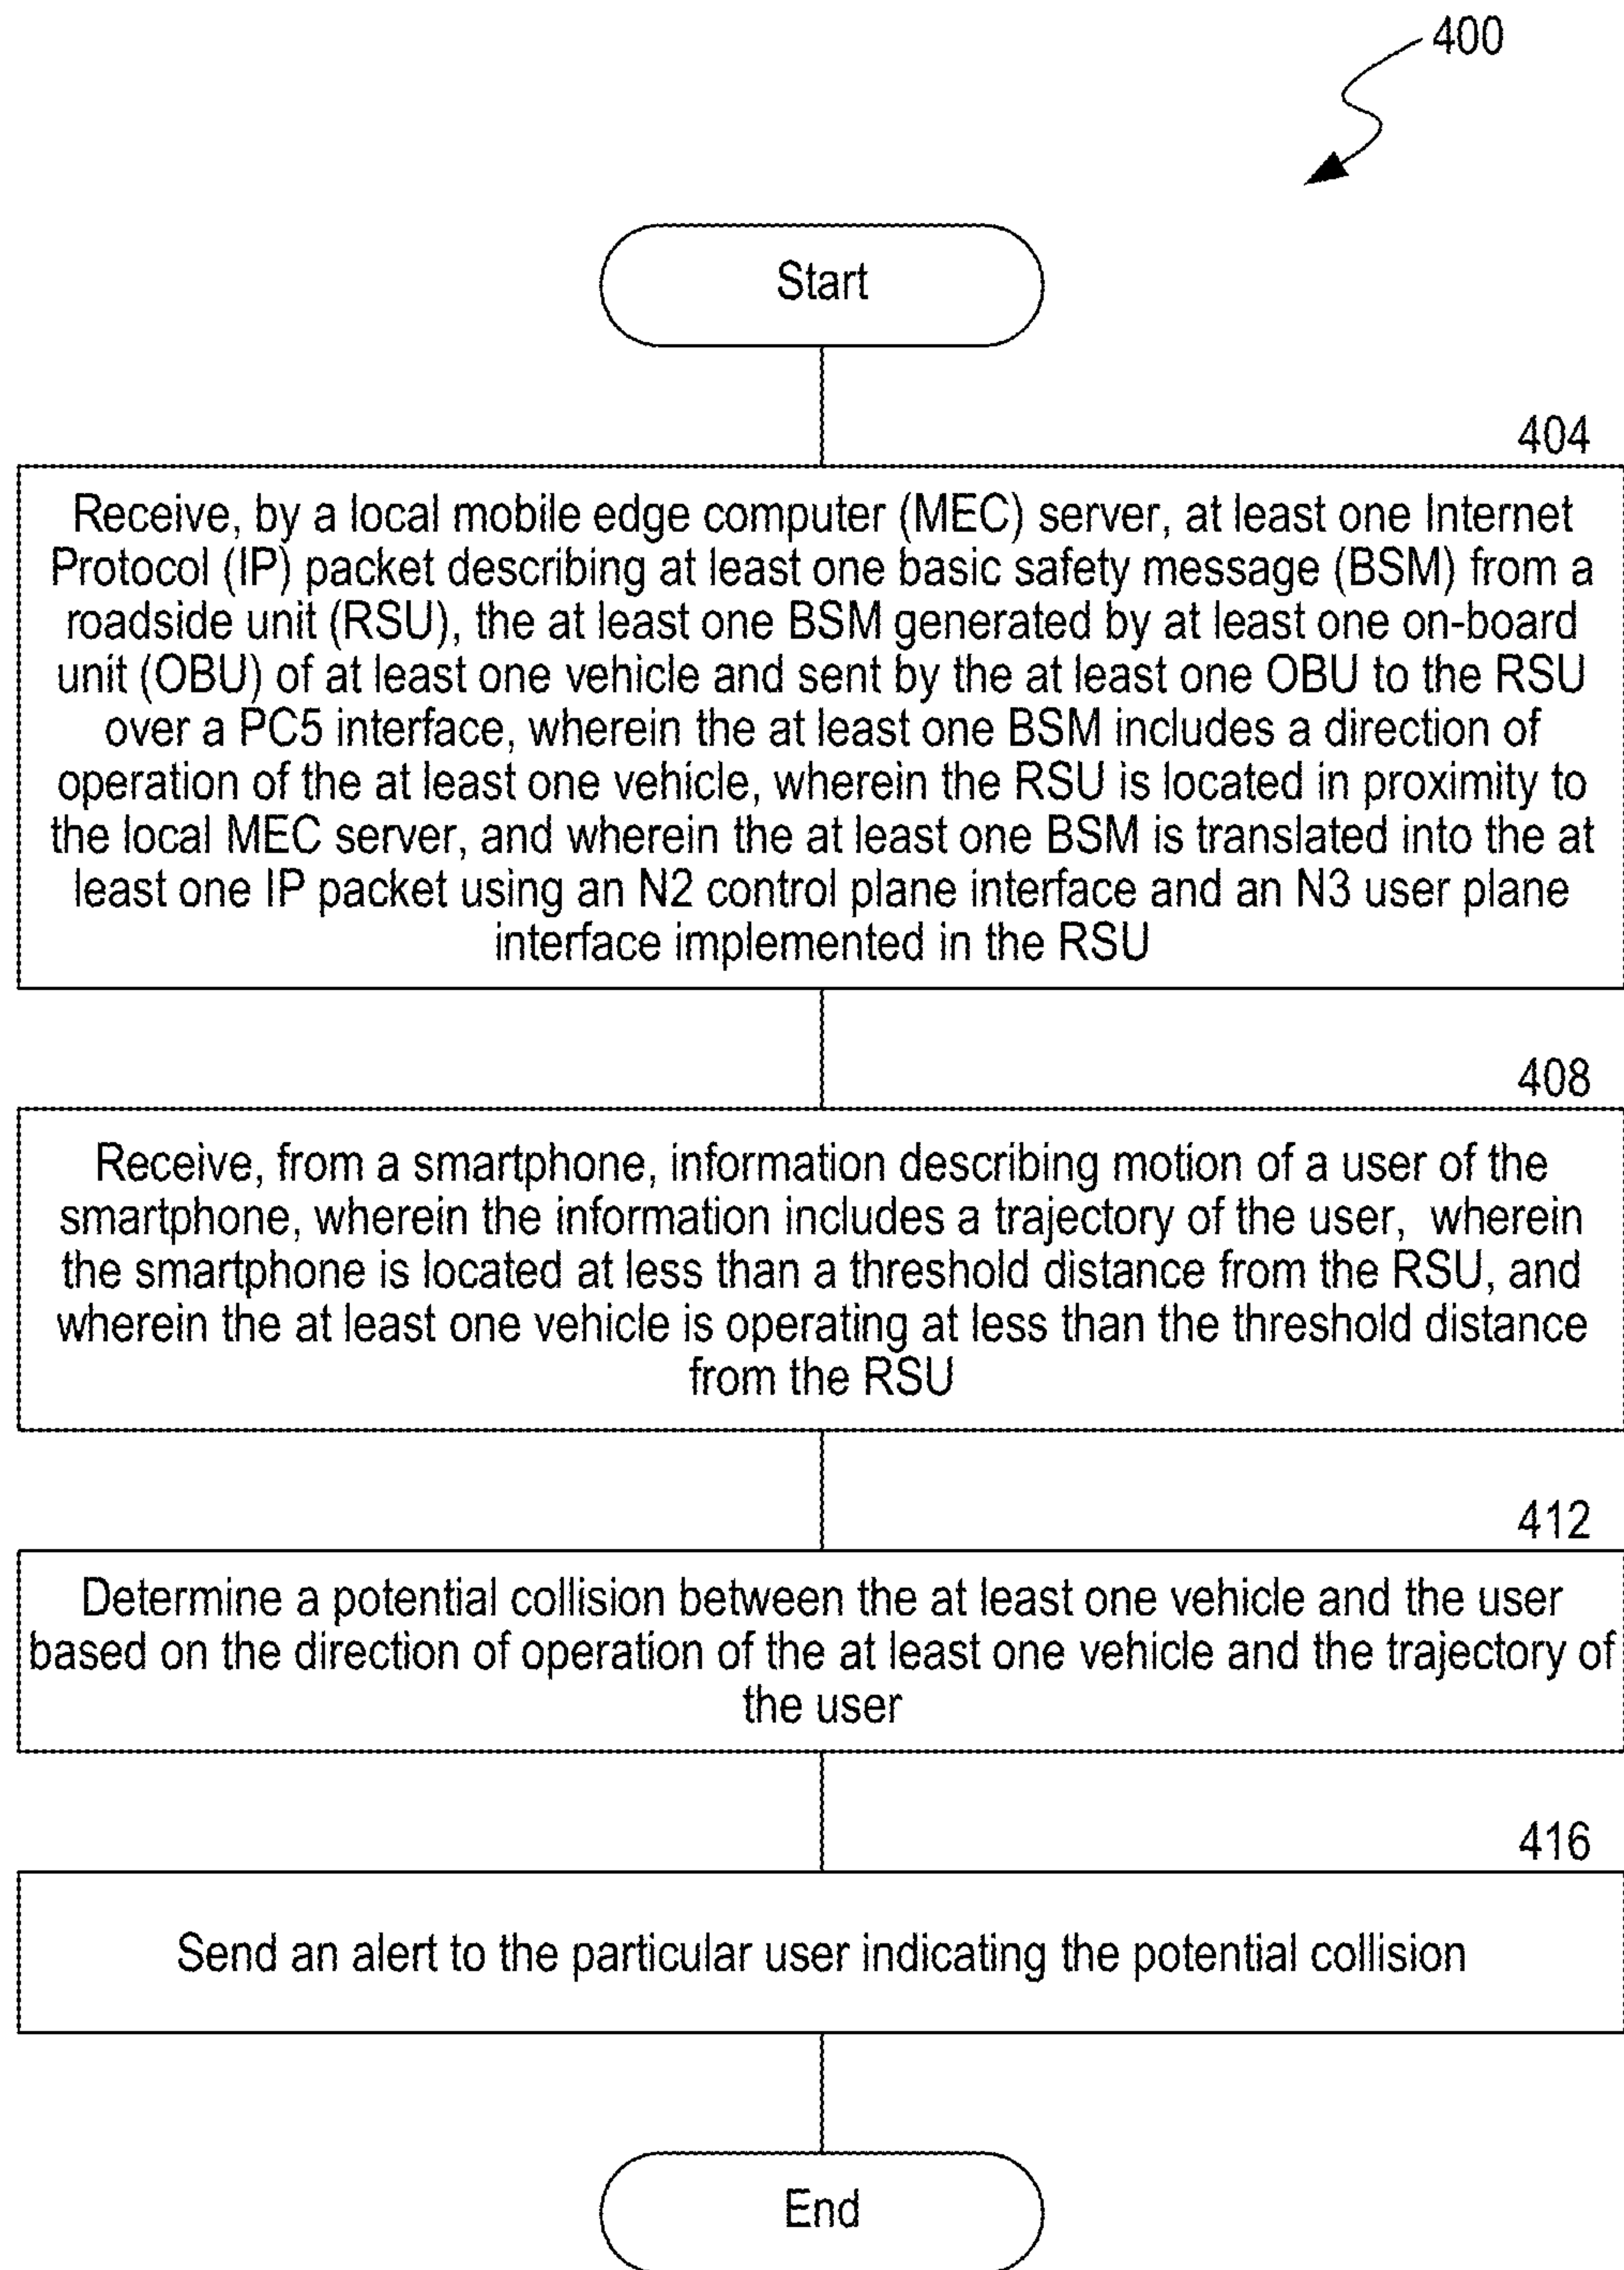 400
Start
404
Receive, by a local mobile edge computer (MEC) server, at least one Internet
Protocol (IP) packet describing at least one basic safety message (BSM) from a
roadside unit (RSU), the at least one BSM generated by at least one on-board
unit (OBU) of at least one vehicle and sent by the at least one OBU to the RSU
over a PC5 interface, wherein the at least one BSM includes a direction of
operation of the at least one vehicle, wherein the RSU is located in proximity to
the local MEC server, and wherein the at least one BSM is translated into the at
least one IP packet using an N2 control plane interface and an N3 user plane
interface implemented in the RSU
408
Receive, from a smartphone, information describing motion of a user of the
smartphone, wherein the information includes a trajectory of the user, wherein
the smartphone is located at less than a threshold distance from the RSU, and
wherein the at least one vehicle is operating at less than the threshold distance
from the RSU
412
Determine a potential collision between the at least one vehicle and the user
based on the direction of operation of the at least one vehicle and the trajectory of
the user
416
Send an alert to the particular user indicating the potential collision
End